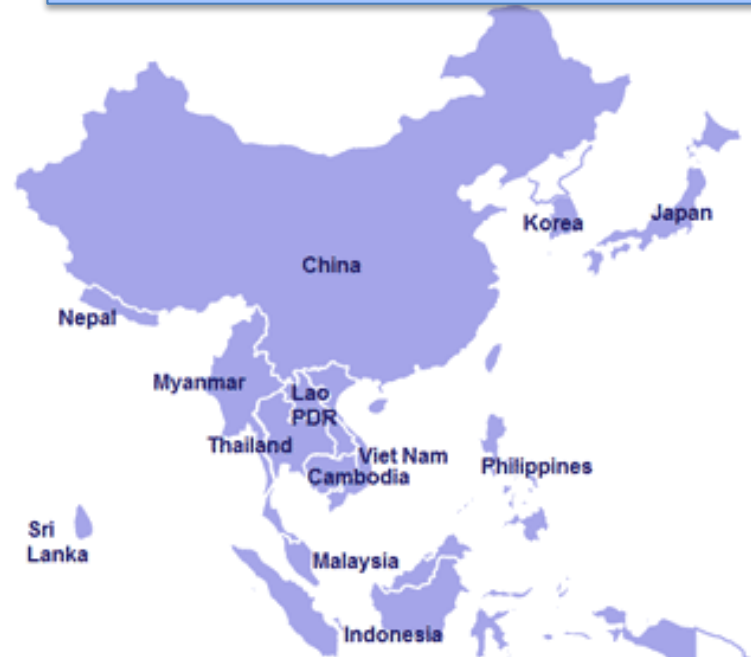 Korea
Japan
China
Nepal
Myanmar
Lao
PDR
Thailand
Viet Nam
Cambodia
Philippines
Sri
Lanka
Malaysia
Indonesia